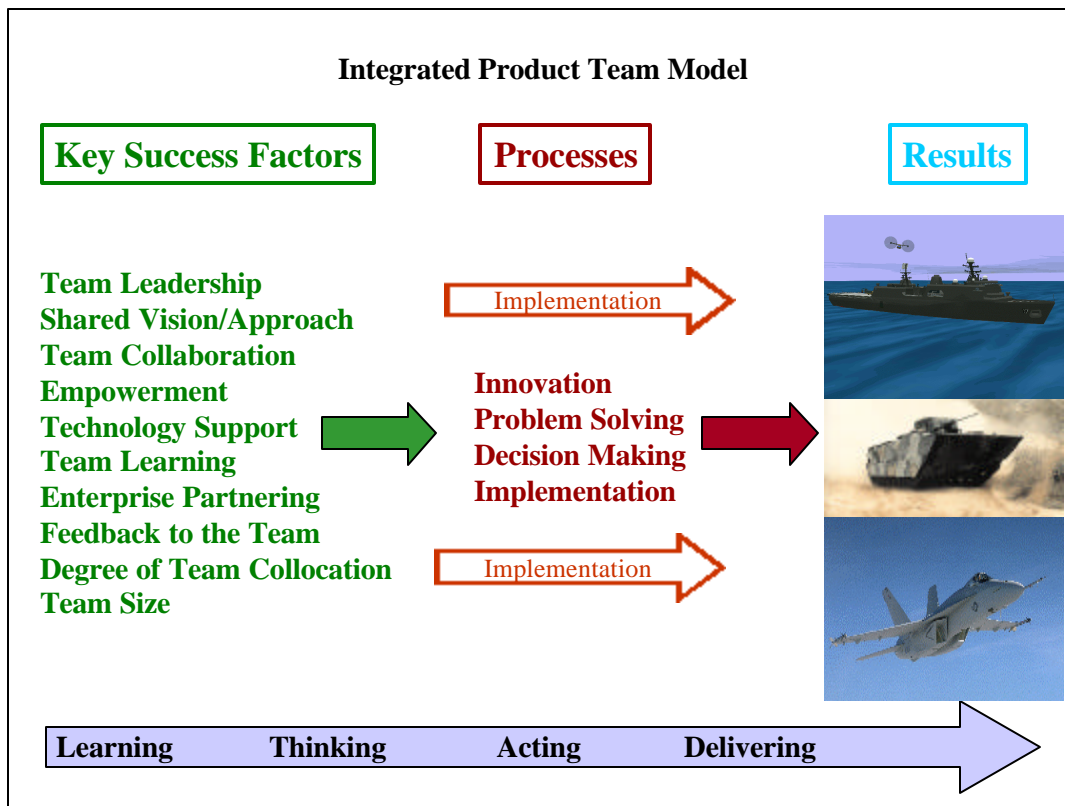 Integrated Product Team Model
Key Success Factors
Processes
Results
Team Leadership
Shared Vision/Approach
Team Collaboration
Empowerment
Technology Support
Team Learning
Enterprise Partnering
Feedback to the Team
Degree of Team Collocation
Team Size
Implementation
Innovation
Problem Solving
Decision Making
Implementation
Implementation
Learning Thinking Acting Delivering